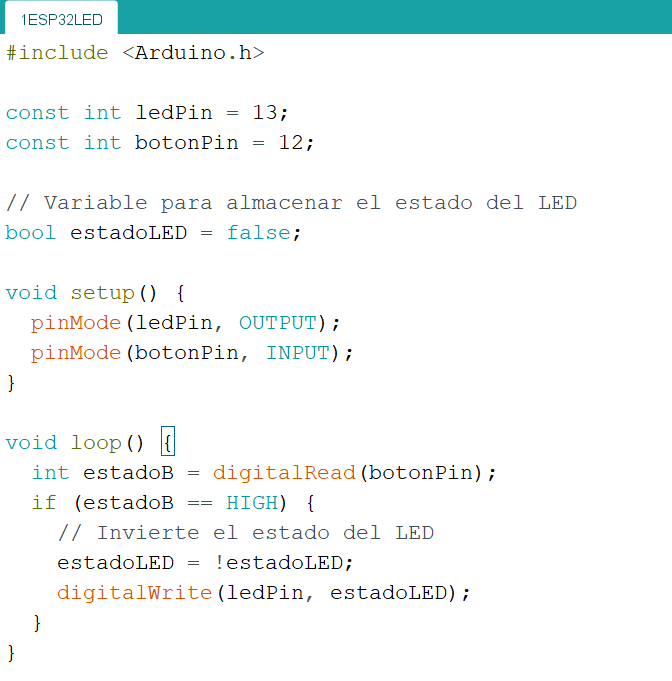 1ESP32LED
#include <Arduino.h>
const int ledPin = 13;
const int botonPin = 12;
// Variable para almacenar el estado del LED
bool estadoLED = false;
void setup() {
  pinMode(ledPin, OUTPUT);
  pinMode(botonPin, INPUT);
}
void loop() {
  int estadoB = digitalRead(botonPin);
  if (estadoB == HIGH) {
    // Invierte el estado del LED
    estadoLED = !estadoLED;
    digitalWrite(ledPin, estadoLED);
  }
}